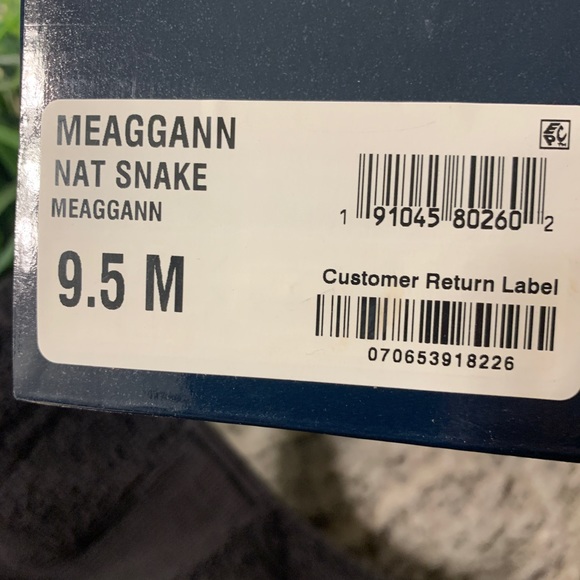 MEAGGANN
NAT SNAKE
MEAGGANN
9.5 M
1 91045 80260 2
Customer Return Label
070653918226